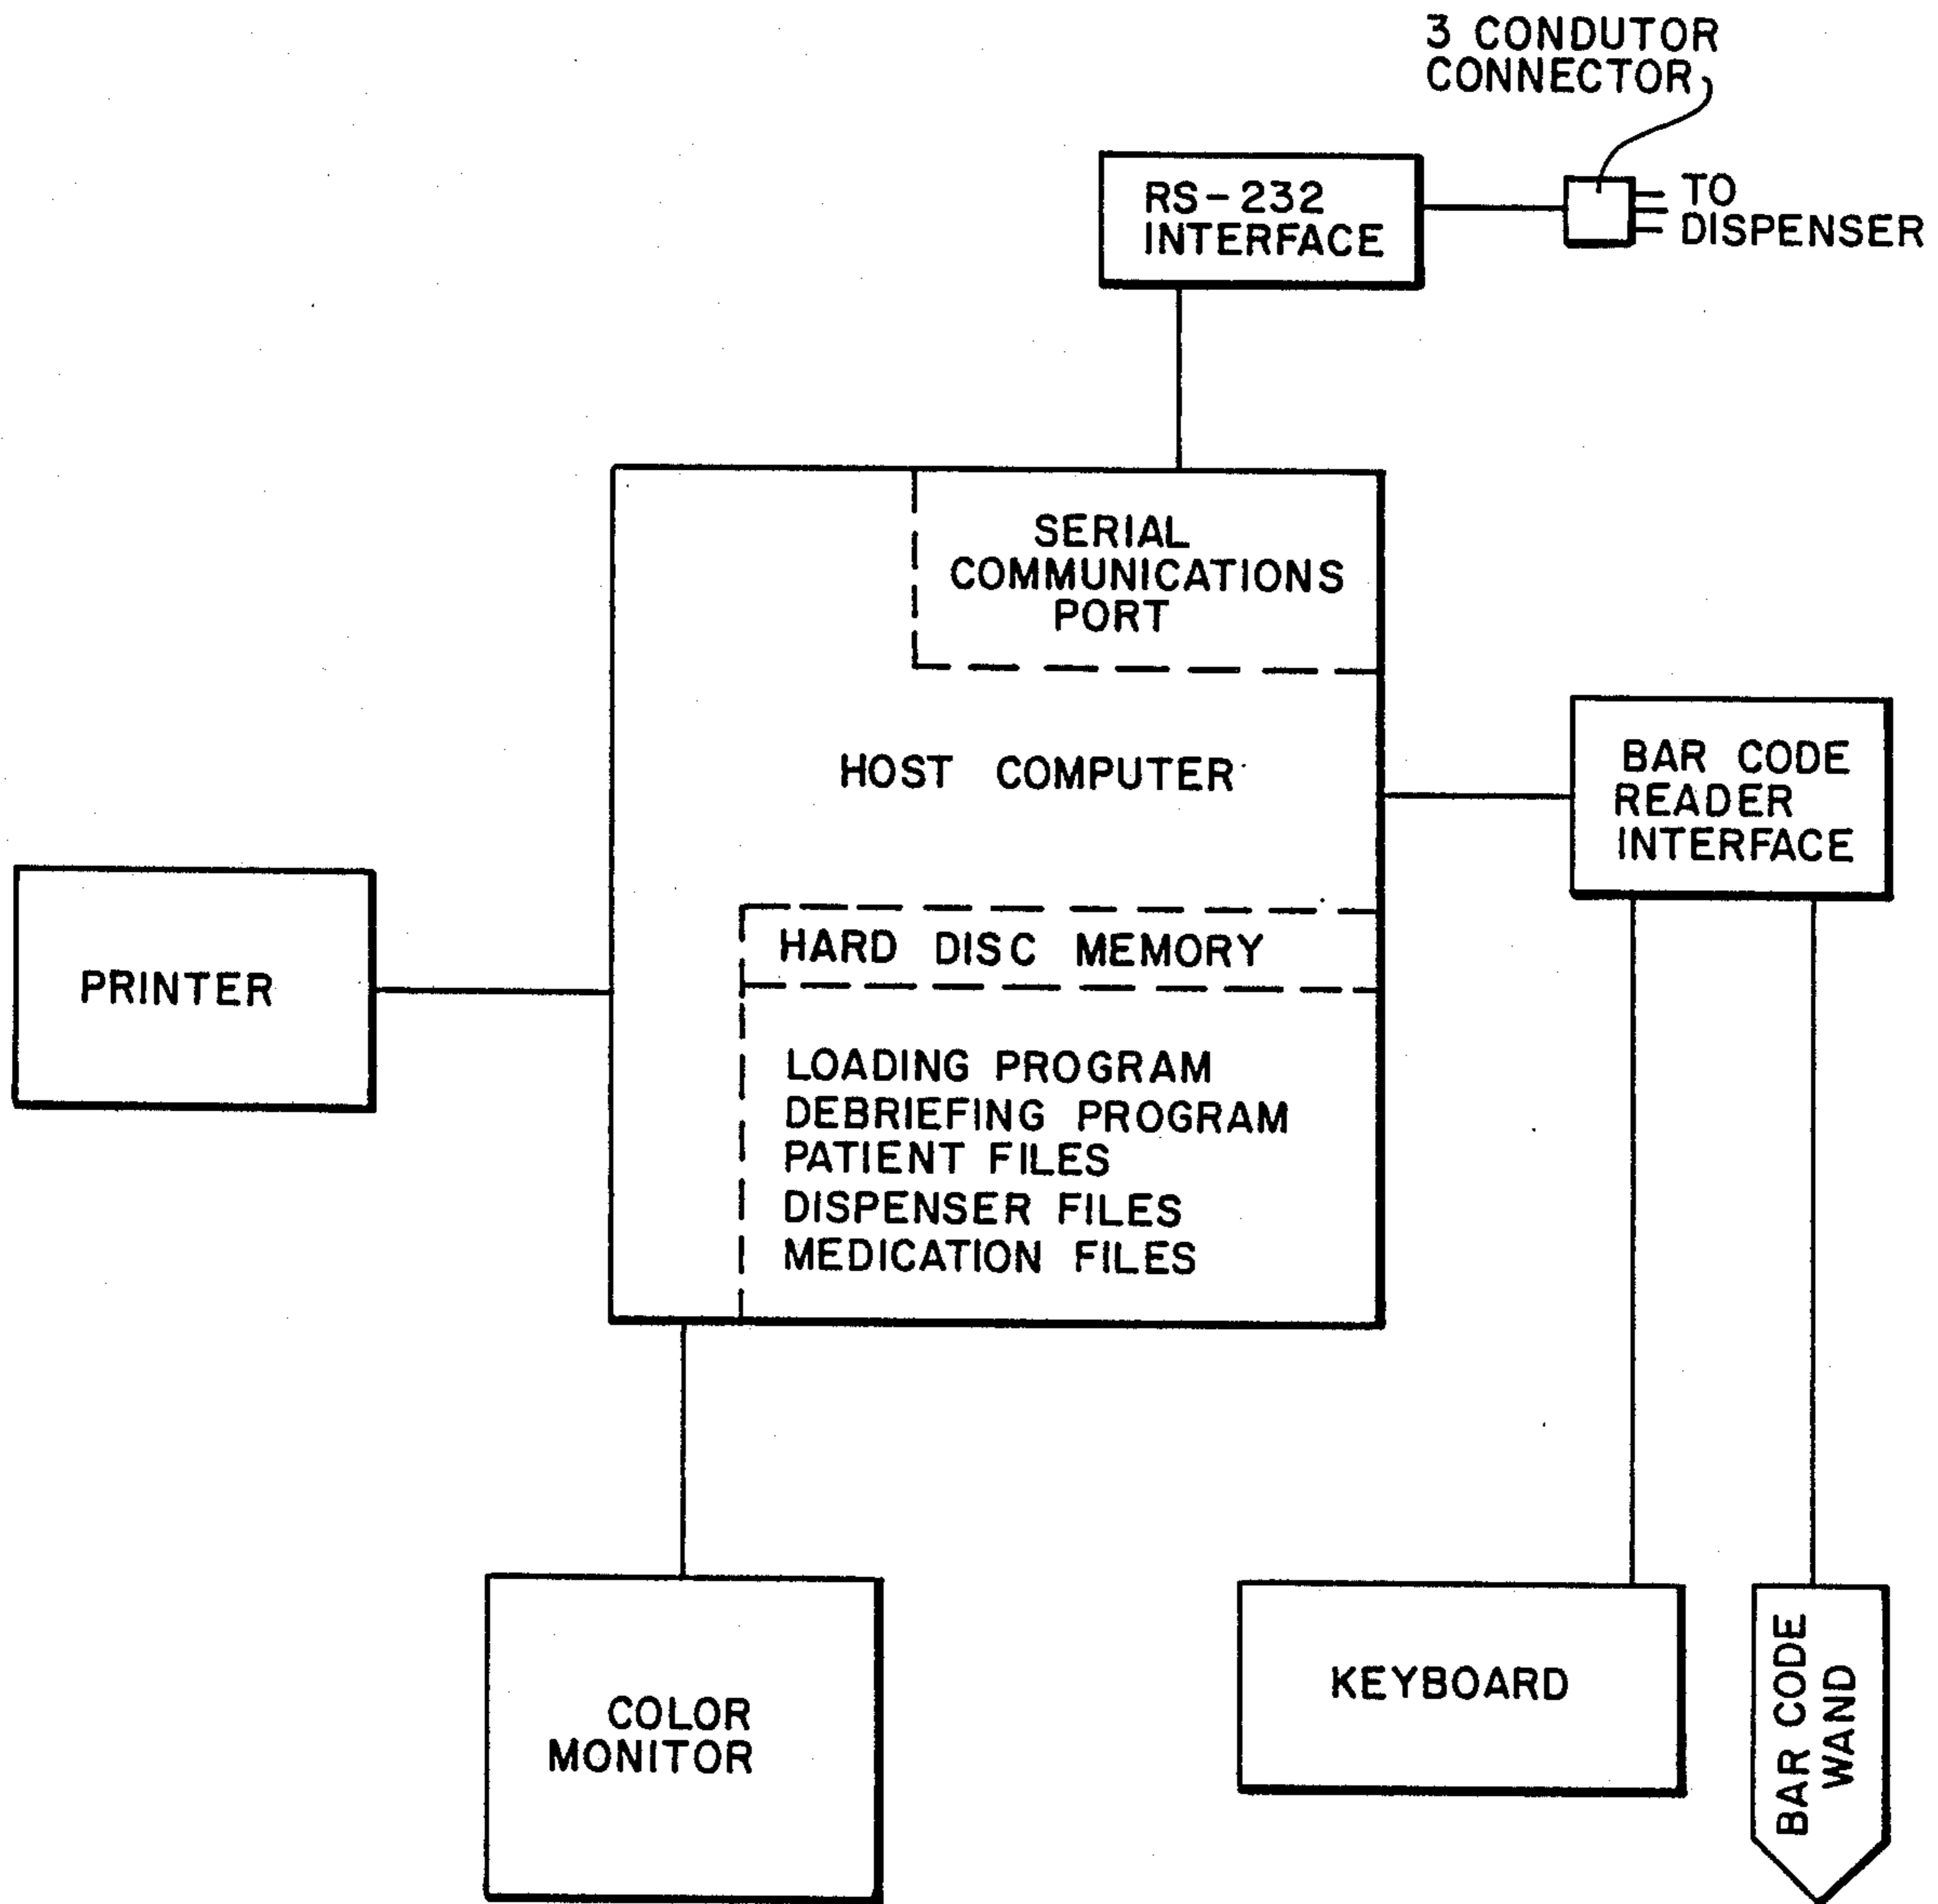 3 CONDUTOR
CONNECTOR
RS-232
INTERFACE
TO
DISPENSER
SERIAL
COMMUNICATIONS
PORT
HOST COMPUTER
BAR CODE
READER
INTERFACE
HARD DISC MEMORY
PRINTER
LOADING PROGRAM
DEBRIEFING PROGRAM
PATIENT FILES
DISPENSER FILES
MEDICATION FILES
COLOR
MONITOR
KEYBOARD
BAR CODE
WAND